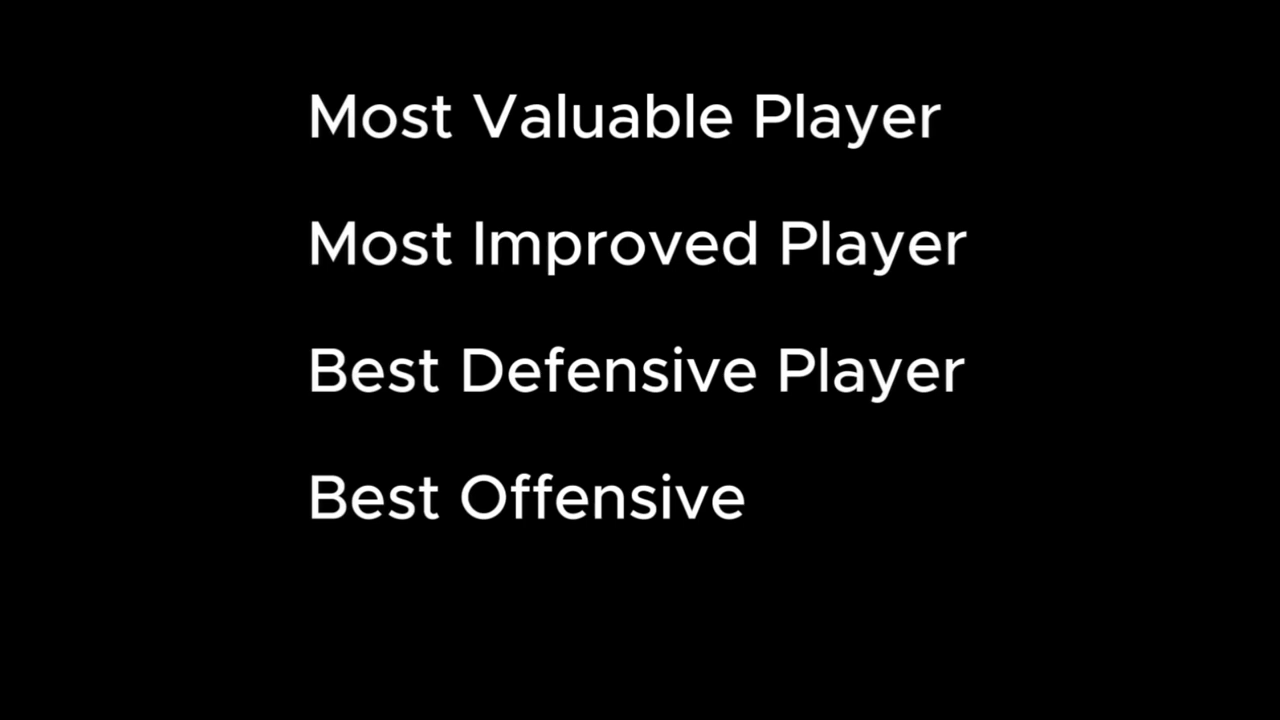 Most Valuable Player
Most Improved Player
Best Defensive Player
Best Offensive